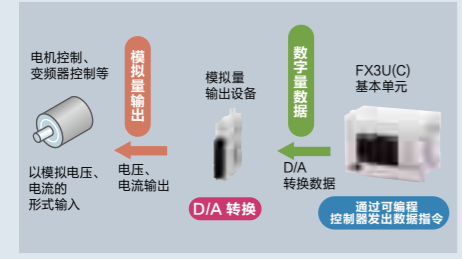 电机控制、
变频器控制等
模拟量输出
模拟量
输出设备
数字量数据
FX3U(C)
基本单元
以模拟电压、
电流的
形式输入
电压、
电流输出
D/A
转换数据
D/A 转换
通过可编程
控制器发出数据指令